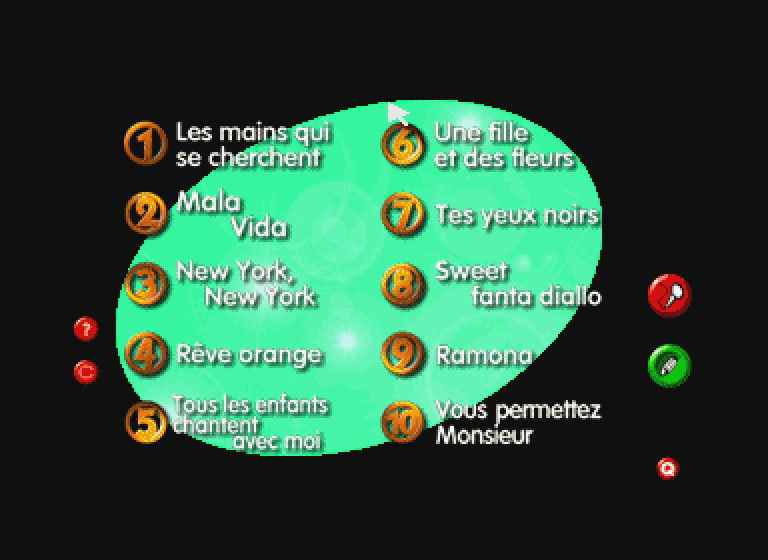 1 Les mains qui
se cherchent
2 Mala
Vida
3 New York,
New York
4 Rêve orange
5 Tous les enfants
chantent
avec moi
6 Une fille
et des fleurs
7 Tes yeux noirs
8 Sweet
fanta diallo
9 Ramona
10 Vous permettez
Monsieur
?
C
Q